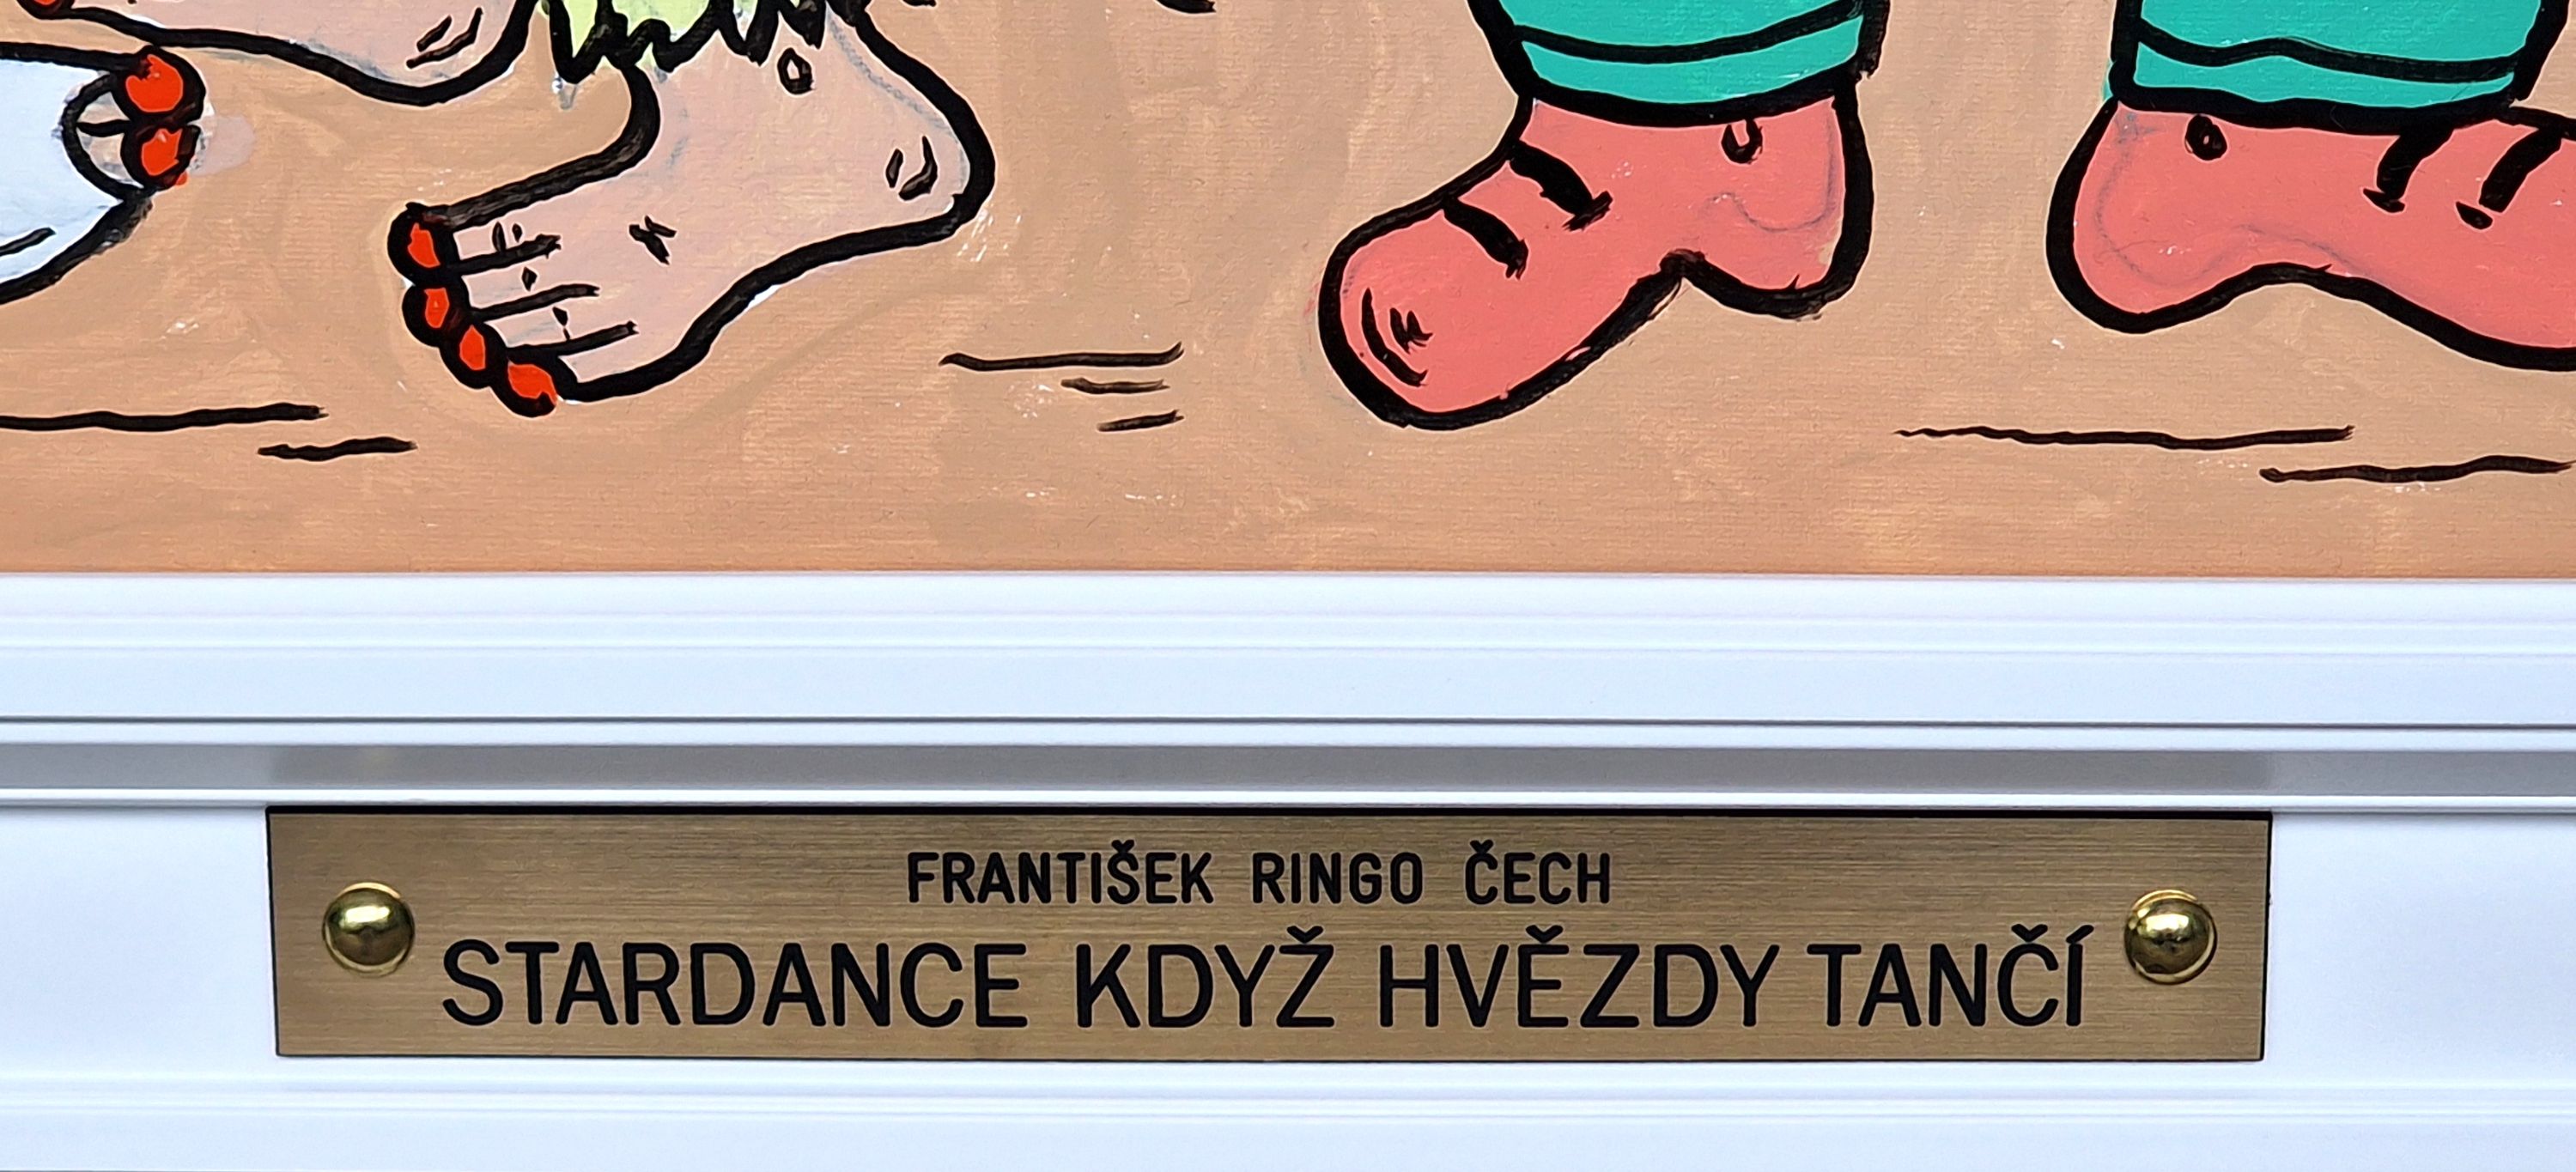 FRANTIŠEK RINGO ČECH
STARDANCE KDYŽ HVĚZDY TANČÍ